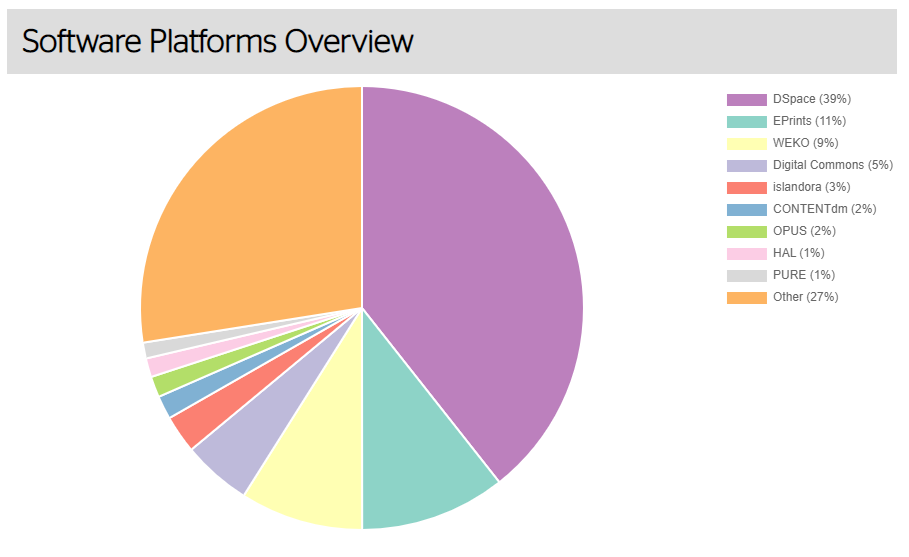 Software Platforms Overview
DSpace (39%)
EPrints (11%)
WEKO (9%)
Digital Commons (5%)
islandora (3%)
CONTENTdm (2%)
OPUS (2%)
HAL (1%)
PURE (1%)
Other (27%)